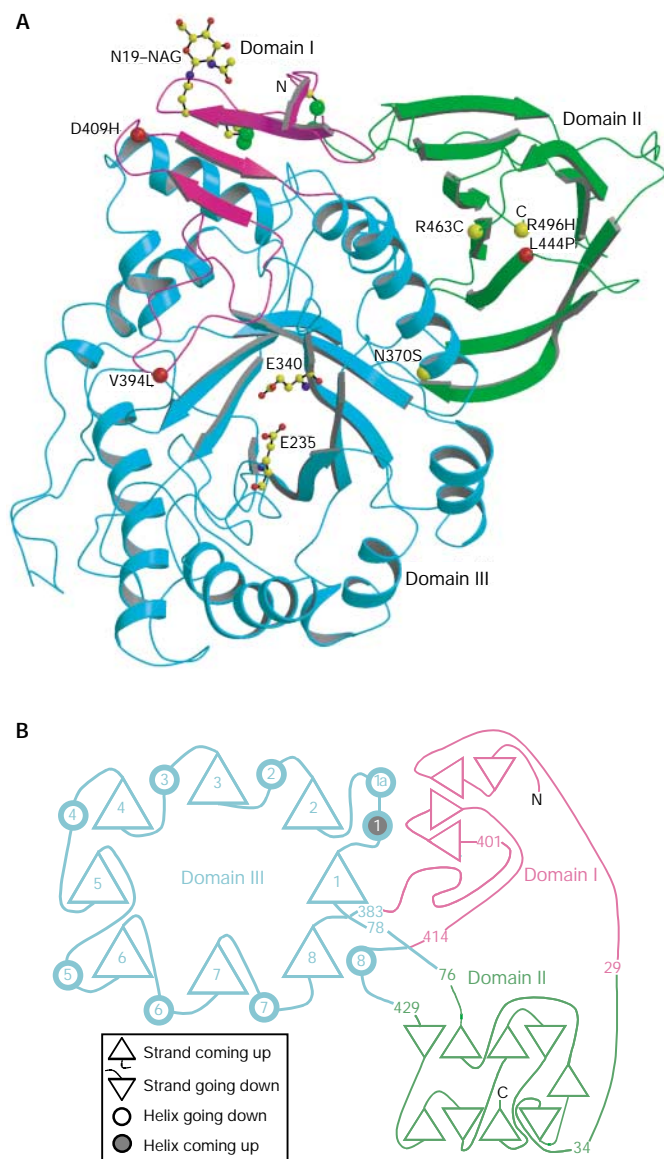 A
Domain I
N19–NAG
N
D409H
Domain II
R463C
C
R496H
L444P
V394L
E340
N370S
E235
Domain III
B
1a
2
3
3
2
4
4
1
N
401
5
Domain III
1
Domain I
383
78
414
8
8
76
29
6
7
5
Domain II
6
7
429
C
34
Strand coming up
Strand going down
Helix going down
Helix coming up